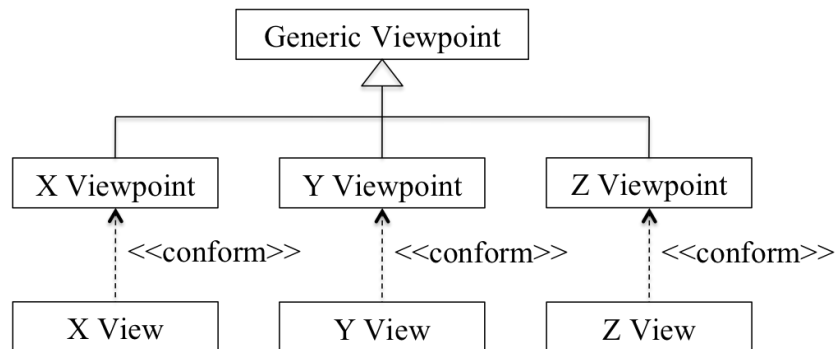 Generic Viewpoint
X Viewpoint
Y Viewpoint
Z Viewpoint
<<conform>>
<<conform>>
<<conform>>
X View
Y View
Z View